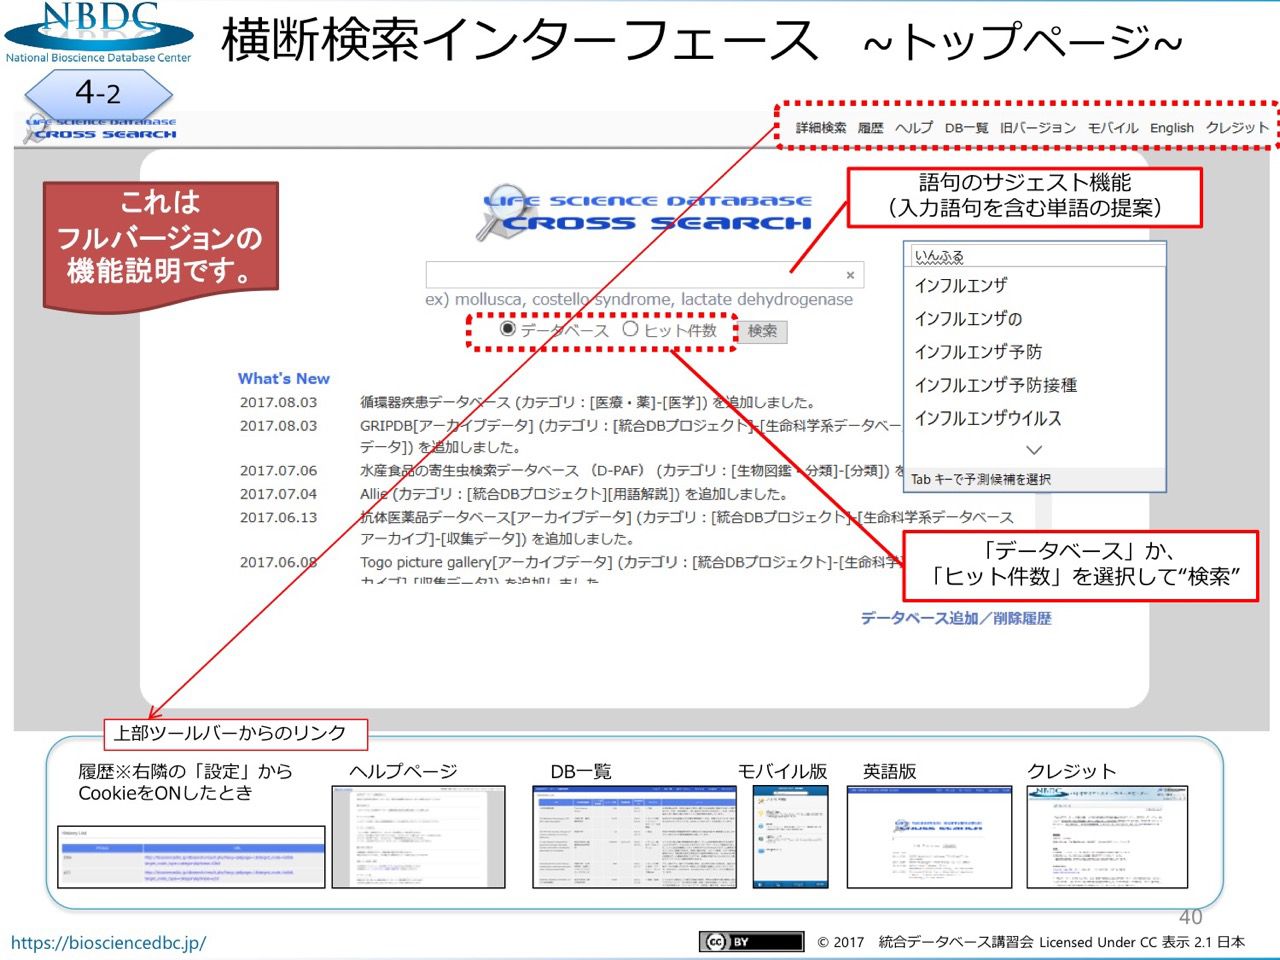 NBDC
National Bioscience Database Center
横断検索インターフェース ~トップページ~
4-2
LIFE SCIENCE DATABASE
CROSS SEARCH
詳細検索 履歴 ヘルプ DB一覧 旧バージョン モバイル English クレジット
これは
フルバージョンの
機能説明です。
語句のサジェスト機能
（入力語句を含む単語の提案）
LIFE SCIENCE DATABASE
CROSS SEARCH
×
ex) mollusca, costello syndrome, lactate dehydrogenase
データベース ヒット件数 検索
いんふる
インフルエンザ
インフルエンザの
インフルエンザ予防
インフルエンザ予防接種
インフルエンザウイルス
Tab キーで予測候補を選択
What's New
2017.08.03 循環器疾患データベース (カテゴリ：[医療・薬]-[医学]) を追加しました。
2017.08.03 GRIPDB[アーカイブデータ] (カテゴリ：[統合DBプロジェクト]-[生命科学系データベー
データ]) を追加しました。
2017.07.06 水産食品の寄生虫検索データベース （D-PAF） (カテゴリ：[生物図鑑・分類]-[分類]) を
2017.07.04 Allie (カテゴリ：[統合DBプロジェクト][用語解説]) を追加しました。
2017.06.13 抗体医薬品データベース[アーカイブデータ] (カテゴリ：[統合DBプロジェクト]-[生命科学系データベース
アーカイブ]-[収集データ]) を追加しました。
2017.06.08 Togo picture gallery[アーカイブデータ] (カテゴリ：[統合DBプロジェクト]-[生命科学
カイブ]-[収集データ]) を追加しました
「データベース」か、
「ヒット件数」を選択して“検索”
データベース追加／削除履歴
上部ツールバーからのリンク
履歴※右隣の「設定」から
CookieをONしたとき
ヘルプページ
DB一覧
モバイル版
英語版
クレジット
History List
CROSS SEARCH
40
https://biosciencedbc.jp/
cc BY
© 2017 統合データベース講習会 Licensed Under CC 表示 2.1 日本